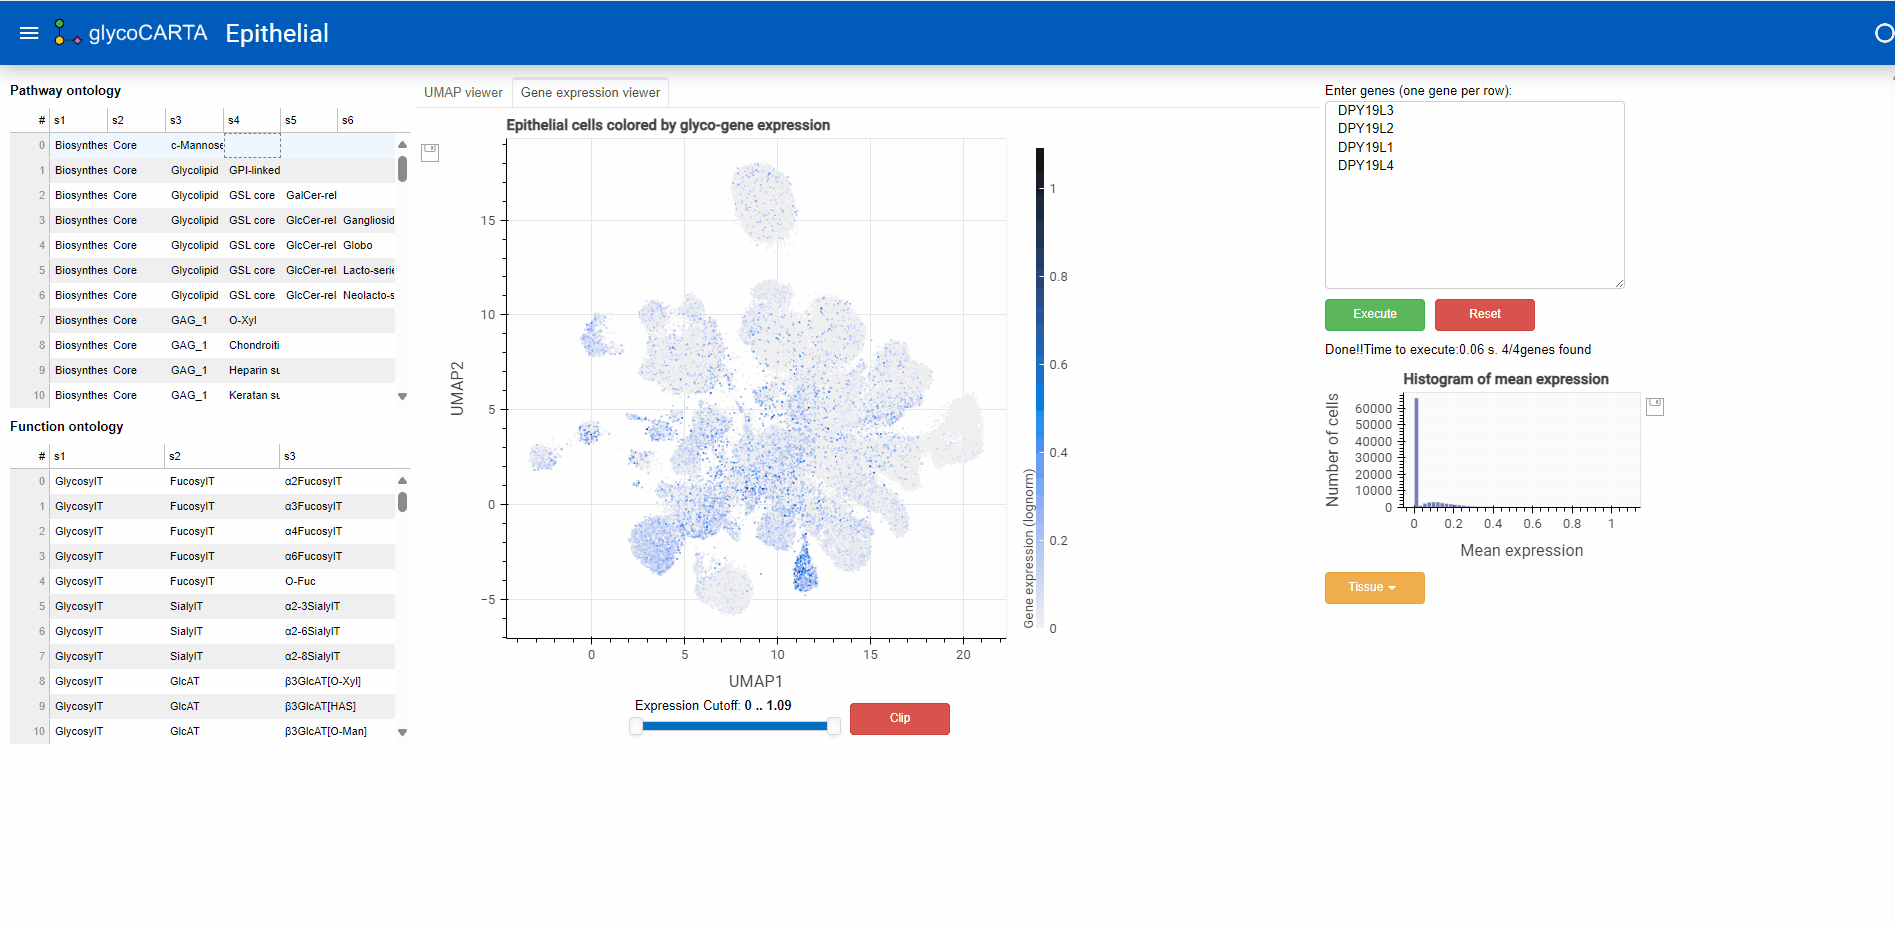 glycoCARTA Epithelial
Pathway ontology
# s1 s2 s3 s4 s5 s6
0 Biosynthes Core c-Mannose
1 Biosynthes Core Glycolipid GPI-linked
2 Biosynthes Core Glycolipid GSL core GalCer-rel
3 Biosynthes Core Glycolipid GSL core GlcCer-rel Gangliosid
4 Biosynthes Core Glycolipid GSL core GlcCer-rel Globo
5 Biosynthes Core Glycolipid GSL core GlcCer-rel Lacto-serie
6 Biosynthes Core Glycolipid GSL core GlcCer-rel Neolacto-s
7 Biosynthes Core GAG_1 O-Xyl
8 Biosynthes Core GAG_1 Chondroiti
9 Biosynthes Core GAG_1 Heparin su
10 Biosynthes Core GAG_1 Keratan su
Function ontology
# s1 s2 s3
0 GlycosylT FucosylT α2FucosylT
1 GlycosylT FucosylT α3FucosylT
2 GlycosylT FucosylT α4FucosylT
3 GlycosylT FucosylT α6FucosylT
4 GlycosylT FucosylT O-Fuc
5 GlycosylT SialylT α2-3SialylT
6 GlycosylT SialylT α2-6SialylT
7 GlycosylT SialylT α2-8SialylT
8 GlycosylT GlcAT β3GlcAT[O-Xyl]
9 GlycosylT GlcAT β3GlcAT[HAS]
10 GlycosylT GlcAT β3GlcAT[O-Man]
UMAP viewer Gene expression viewer
Epithelial cells colored by glyco-gene expression
UMAP2
15
10
5
0
−5
0 5 10 15 20
UMAP1
Gene expression (lognorm)
1
0.8
0.6
0.4
0.2
0
Expression Cutoff: 0 .. 1.09
Clip
Enter genes (one gene per row):
DPY19L3
DPY19L2
DPY19L1
DPY19L4
Execute Reset
Done!!Time to execute:0.06 s. 4/4genes found
Histogram of mean expression
Number of cells
60000
50000
40000
30000
20000
10000
0
0 0.2 0.4 0.6 0.8 1
Mean expression
Tissue